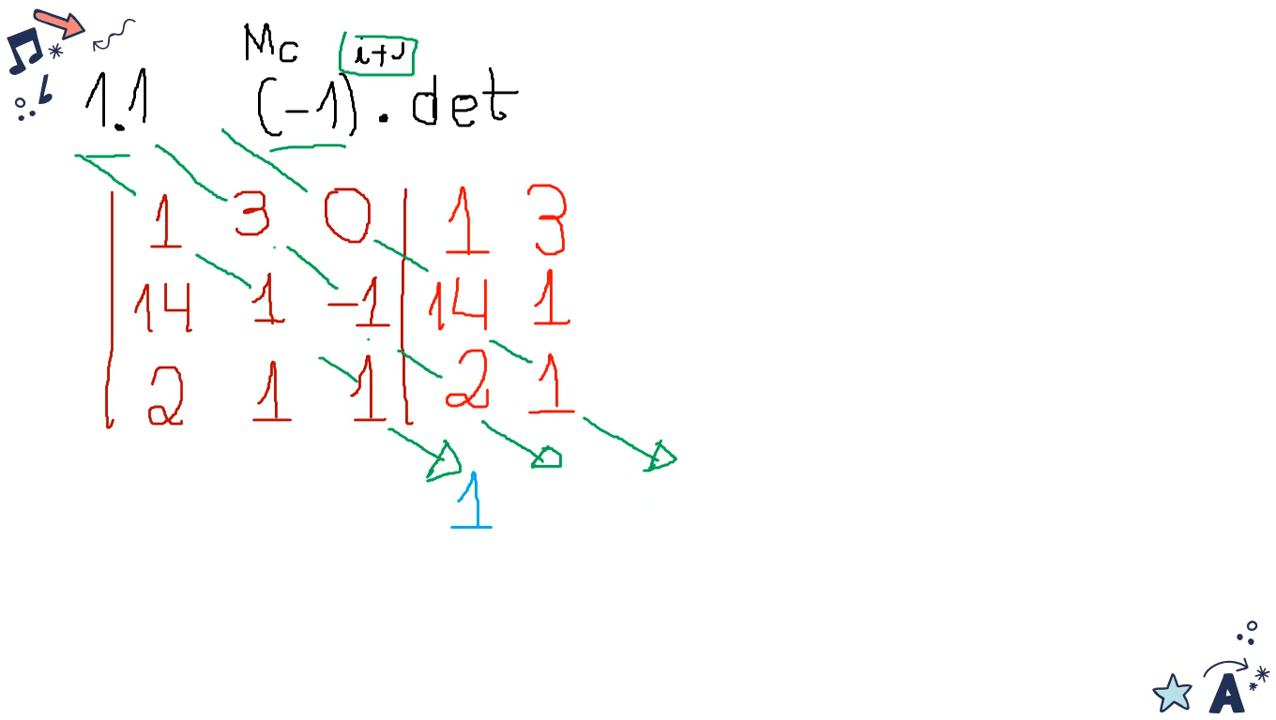 Mc i+J
1.1 (-1) . det
1 3 0 1 3
14 1 -1 14 1
2 1 1 2 1
1
A